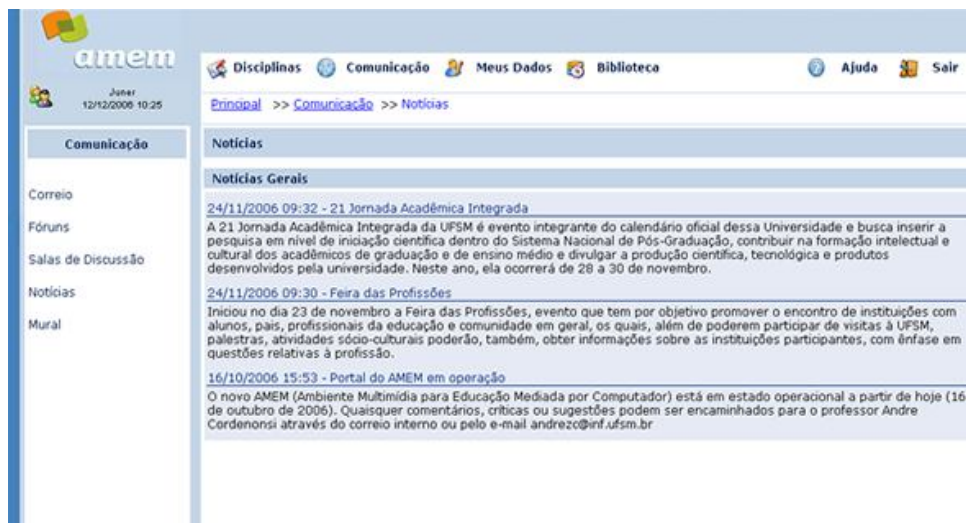 amem
Disciplinas Comunicação Meus Dados Biblioteca Ajuda Sair
Juner
12/12/2006 10:25
Principal >> Comunicação >> Notícias
Comunicação
Notícias
Notícias Gerais
Correio
Fóruns
Salas de Discussão
Notícias
Mural
24/11/2006 09:32 - 21 Jornada Acadêmica Integrada
A 21 Jornada Acadêmica Integrada da UFSM é evento integrante do calendário oficial dessa Universidade e busca inserir a
pesquisa em nível de iniciação científica dentro do Sistema Nacional de Pós-Graduação, contribuir na formação intelectual e
cultural dos acadêmicos de graduação e de ensino médio e divulgar a produção científica, tecnológica e produtos
desenvolvidos pela universidade. Neste ano, ela ocorrerá de 28 a 30 de novembro.
24/11/2006 09:30 - Feira das Profissões
Iniciou no dia 23 de novembro a Feira das Profissões, evento que tem por objetivo promover o encontro de instituições com
alunos, pais, profissionais da educação e comunidade em geral, os quais, além de poderem participar de visitas à UFSM,
palestras, atividades sócio-culturais poderão, também, obter informações sobre as instituições participantes, com ênfase em
questões relativas à profissão.
16/10/2006 15:53 - Portal do AMEM em operação
O novo AMEM (Ambiente Multimídia para Educação Mediada por Computador) está em estado operacional a partir de hoje (16
de outubro de 2006). Quaisquer comentários, críticas ou sugestões podem ser encaminhados para o professor Andre
Cordenonsi através do correio interno ou pelo e-mail andrezc@inf.ufsm.br